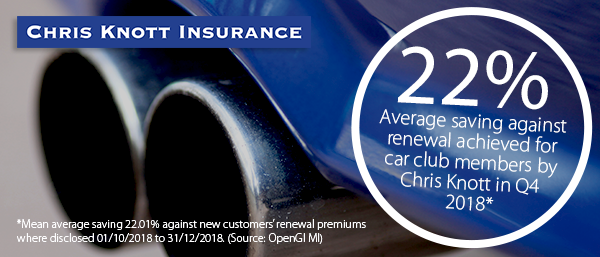 CHRIS KNOTT INSURANCE
22%
Average saving against
renewal achieved for
car club members by
Chris Knott in Q4
2018*
*Mean average saving 22.01% against new customers' renewal premiums
where disclosed 01/10/2018 to 31/12/2018. (Source: OpenGI MI)